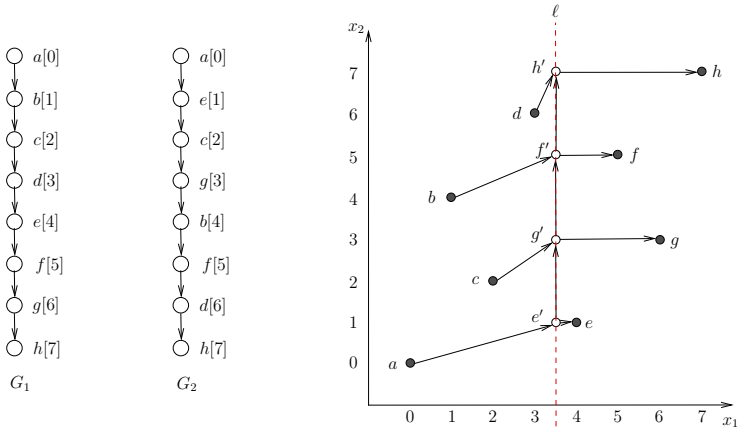 a[0]
b[1]
c[2]
d[3]
e[4]
f[5]
g[6]
h[7]
G₁
a[0]
e[1]
c[2]
g[3]
b[4]
f[5]
d[6]
h[7]
G₂
ℓ
x₂
7 h′ h
6 d
5 f′ f
4 b
3 g′ g
2 c
1 e′ e
0 a
0 1 2 3 4 5 6 7 x₁